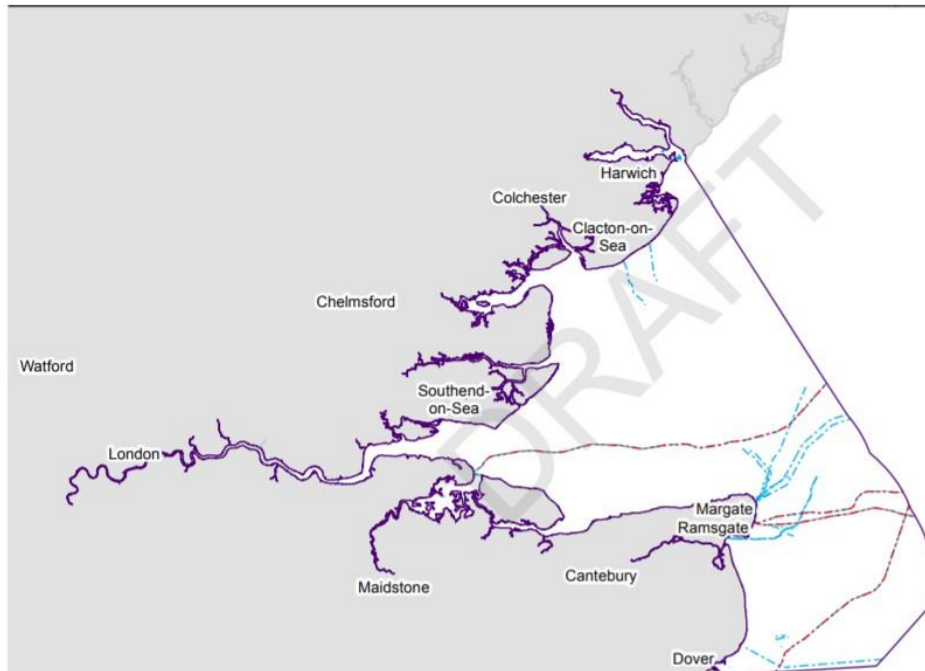 Harwich
Colchester
Clacton-on-
Sea
Chelmsford
Watford
Southend-
on-Sea
London
Margate
Ramsgate
Maidstone
Cantebury
Dover
DRAFT